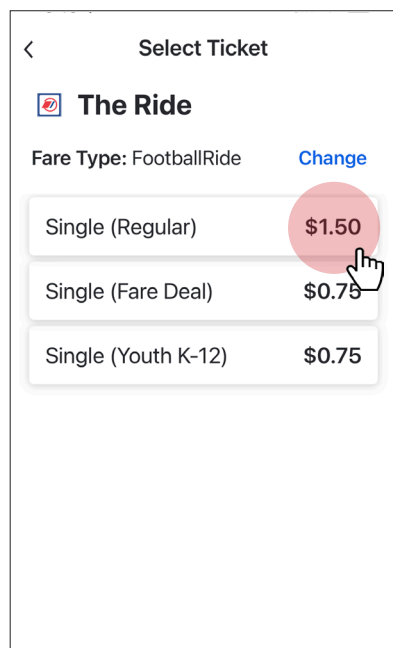 Select Ticket
The Ride
Fare Type: FootballRide Change
Single (Regular) $1.50
Single (Fare Deal) $0.75
Single (Youth K-12) $0.75